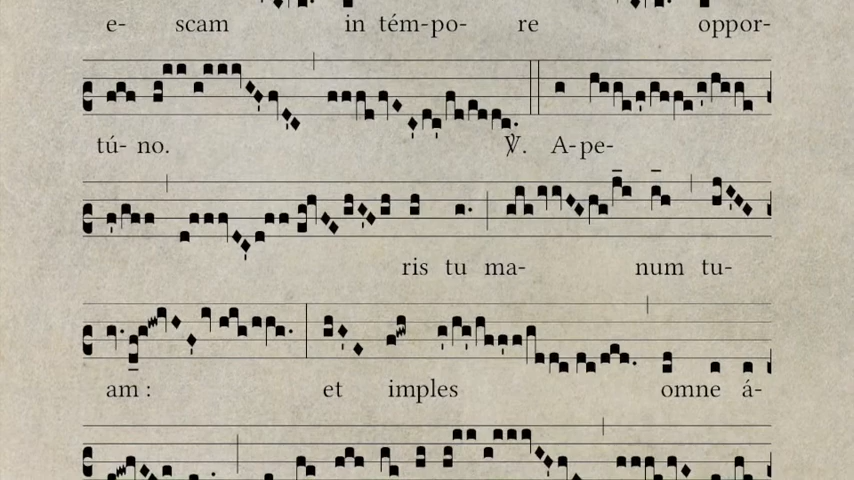 e- scam in tém-po- re oppor-
tú- no. ℣. A-pe-
ris tu ma- num tu-
am : et imples omne á-